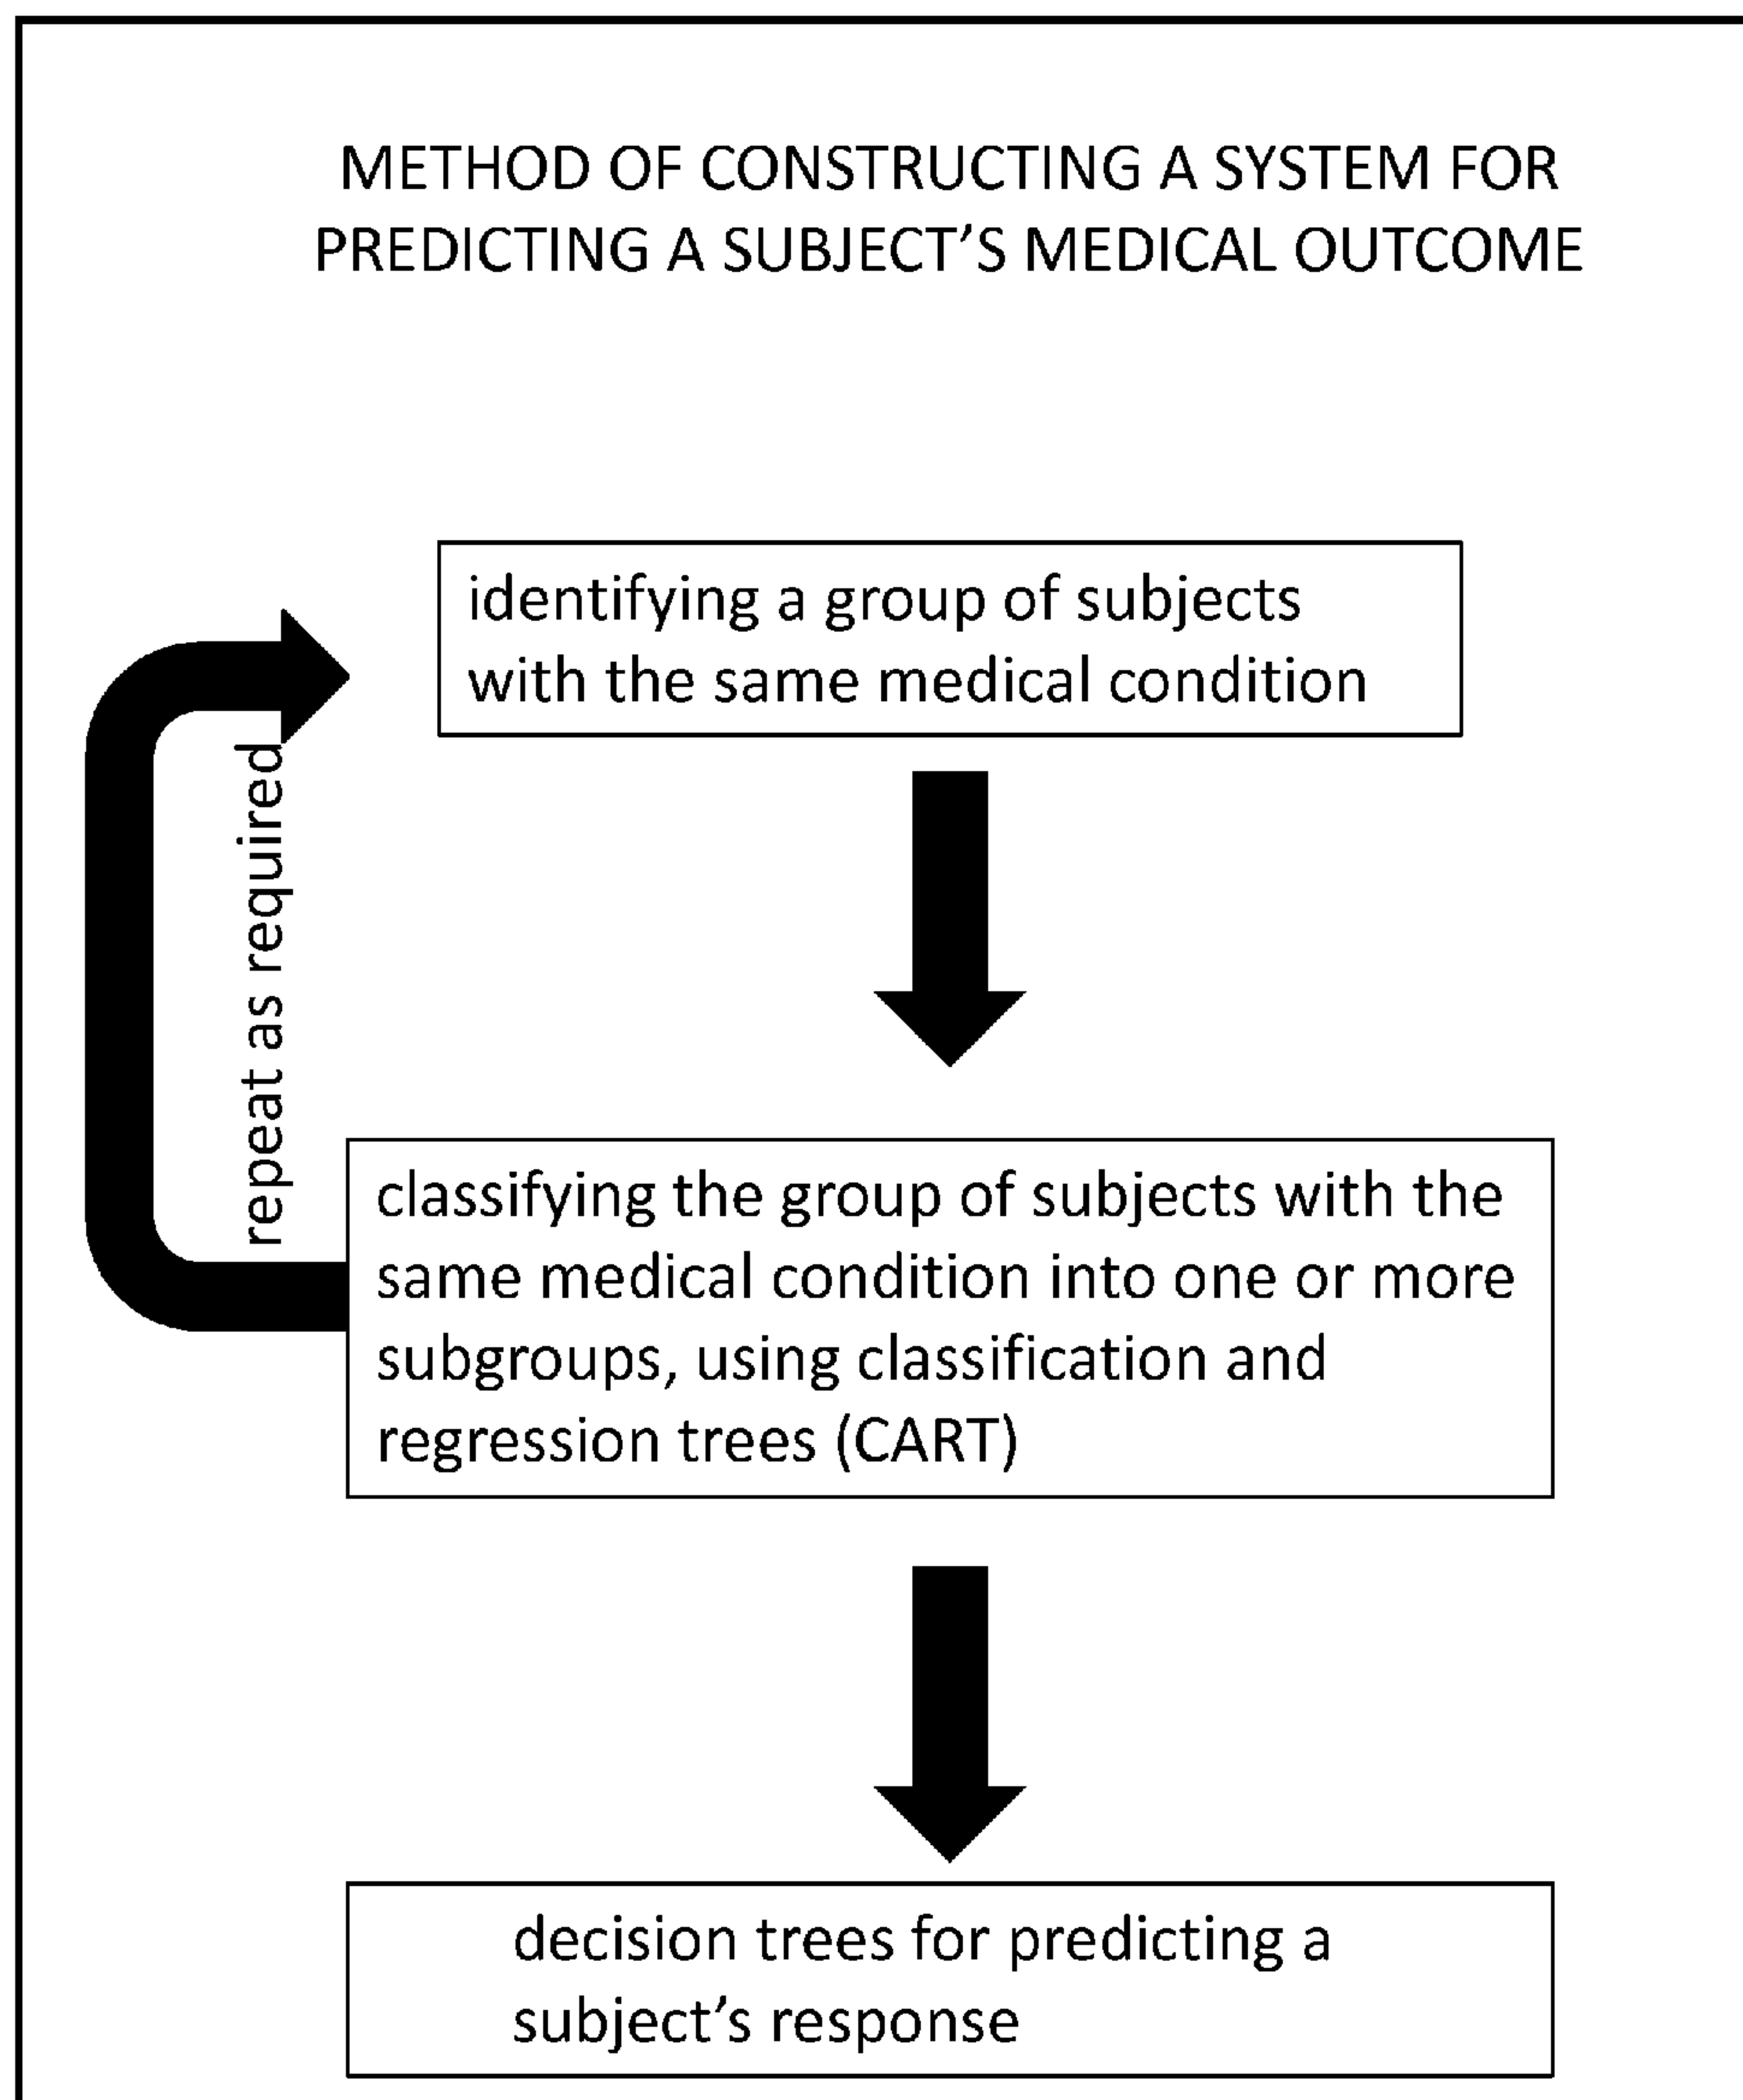 METHOD OF CONSTRUCTING A SYSTEM FOR
PREDICTING A SUBJECT’S MEDICAL OUTCOME
identifying a group of subjects
with the same medical condition
repeat as required
classifying the group of subjects with the
same medical condition into one or more
subgroups, using classification and
regression trees (CART)
decision trees for predicting a
subject’s response